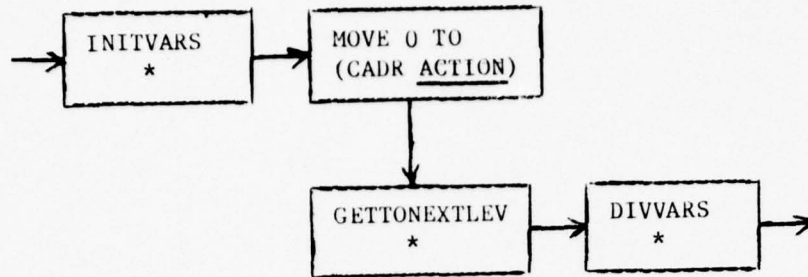 INITVARS
*
MOVE 0 TO
(CADR ACTION)
GETTONEXTLEV
*
DIVVARS
*